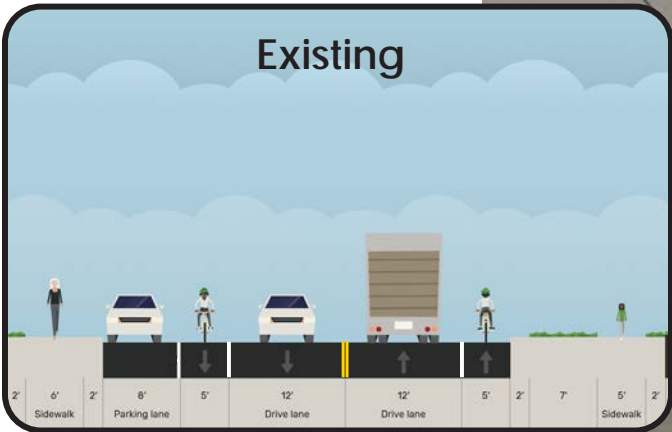 Existing
2' 6' 2' 8' 5' 12' 12' 5' 2' 7' 5' 2'
Sidewalk Parking lane Drive lane Drive lane Sidewalk